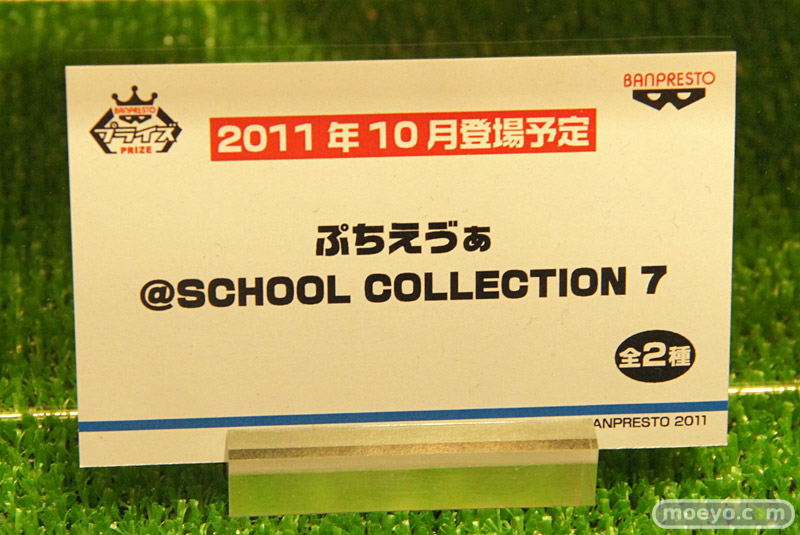 BANPRESTO
プライズ
PRIZE
BANPRESTO
2011年10月登場予定
ぷちえゔぁ
@SCHOOL COLLECTION 7
全2種
ANPRESTO 2011
moeyo.com